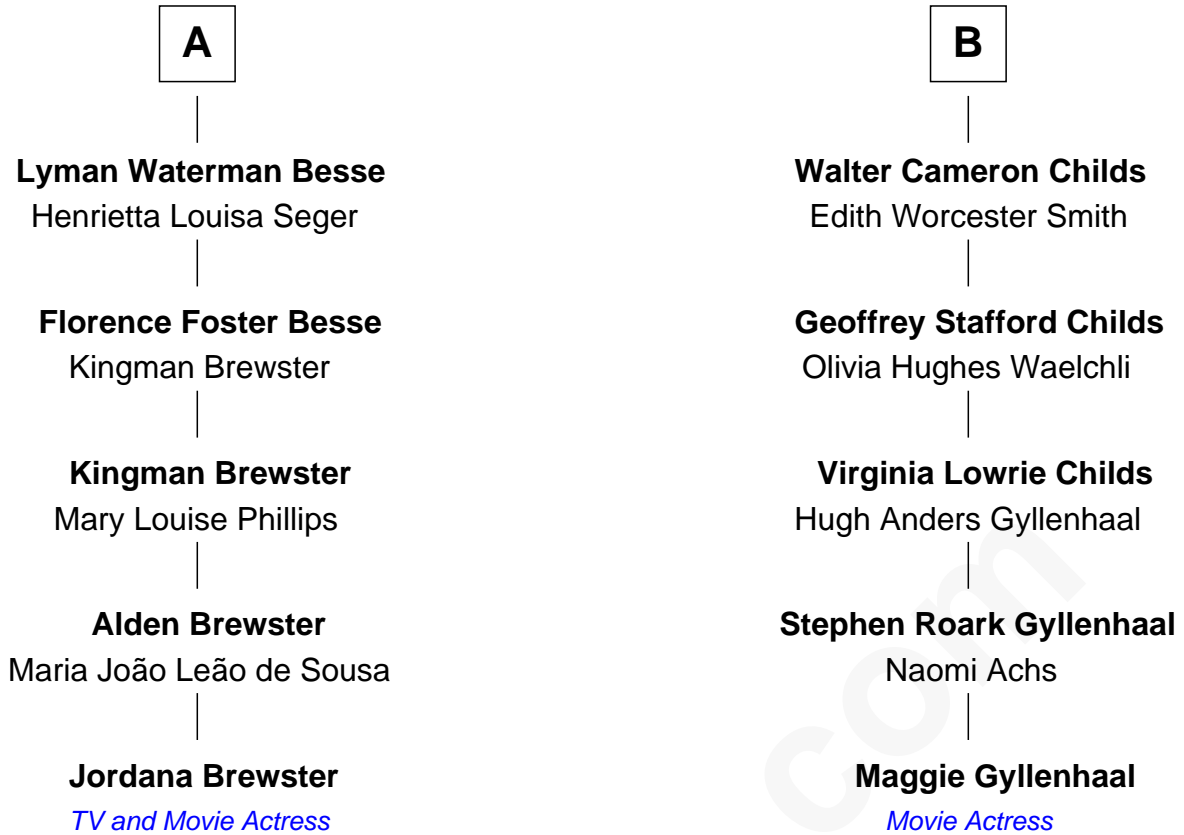 A
Lyman Waterman Besse
Henrietta Louisa Seger
Florence Foster Besse
Kingman Brewster
Kingman Brewster
Mary Louise Phillips
Alden Brewster
Maria João Leão de Sousa
Jordana Brewster
TV and Movie Actress
B
Walter Cameron Childs
Edith Worcester Smith
Geoffrey Stafford Childs
Olivia Hughes Waelchli
Virginia Lowrie Childs
Hugh Anders Gyllenhaal
Stephen Roark Gyllenhaal
Naomi Achs
Maggie Gyllenhaal
Movie Actress
com